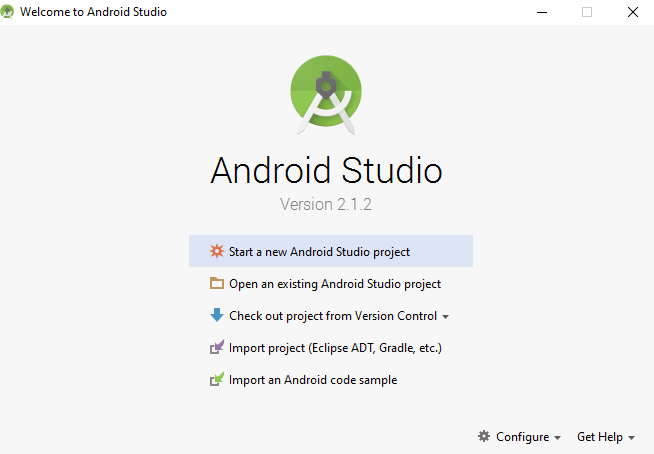 Welcome to Android Studio
Android Studio
Version 2.1.2
Start a new Android Studio project
Open an existing Android Studio project
Check out project from Version Control
Import project (Eclipse ADT, Gradle, etc.)
Import an Android code sample
Configure Get Help